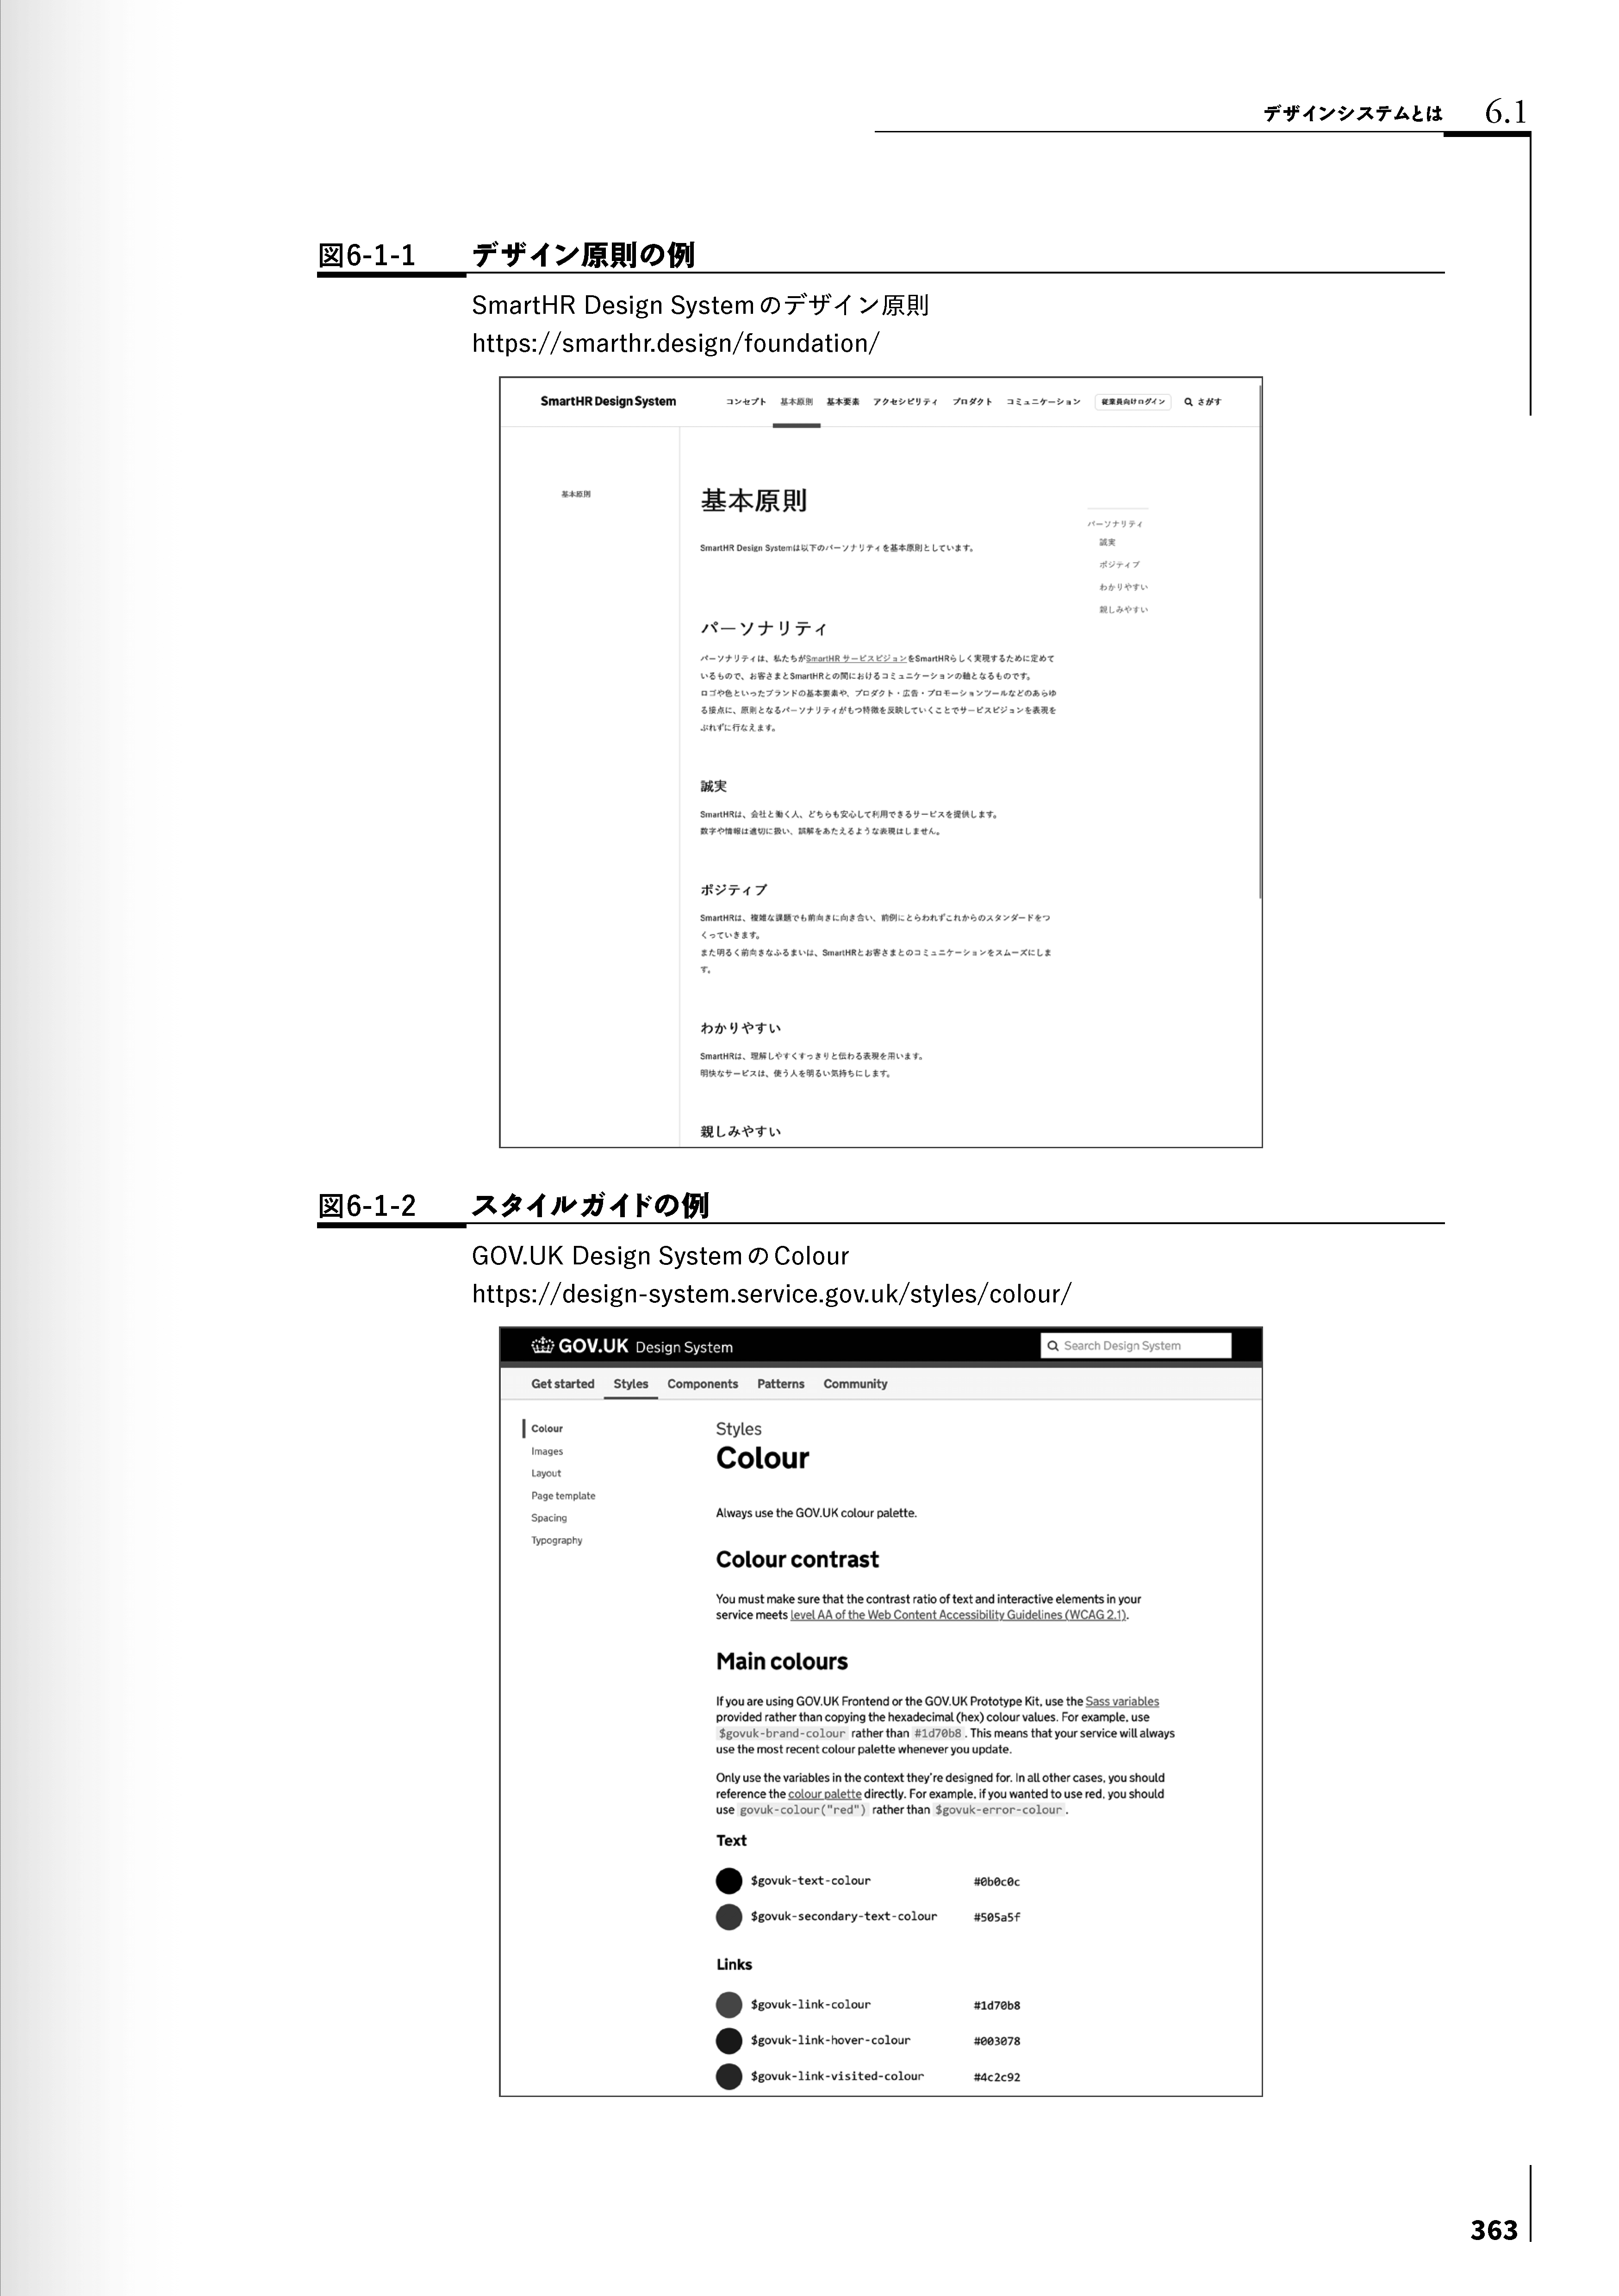 デザインシステムとは 6.1
図6-1-1 デザイン原則の例
SmartHR Design Systemのデザイン原則
https://smarthr.design/foundation/
SmartHR Design System コンセプト 基本原則 基本要素 アクセシビリティ プロダクト コミュニケーション 従業員向けログイン さがす
基本原則
基本原則
SmartHR Design Systemは以下のパーソナリティを基本原則としています。
パーソナリティ
誠実
ポジティブ
わかりやすい
親しみやすい
パーソナリティ
パーソナリティは、私たちがSmartHR サービスビジョンをSmartHRらしく実現するために定めて
いるもので、お客さまとSmartHRとの間におけるコミュニケーションの軸となるものです。
ロゴや色といったブランドの基本要素や、プロダクト・広告・プロモーションツールなどのあらゆ
る接点に、原則となるパーソナリティがもつ特徴を反映していくことでサービスビジョンを表現を
ぶれずに行なえます。
誠実
SmartHRは、会社と働く人、どちらも安心して利用できるサービスを提供します。
数字や情報は適切に扱い、誤解をあたえるような表現はしません。
ポジティブ
SmartHRは、複雑な課題でも前向きに向き合い、前例にとらわれずこれからのスタンダードをつ
くっていきます。
また明るく前向きなふるまいは、SmartHRとお客さまとのコミュニケーションをスムーズにしま
す。
わかりやすい
SmartHRは、理解しやすくすっきりと伝わる表現を用います。
明快なサービスは、使う人を明るい気持ちにします。
親しみやすい
図6-1-2 スタイルガイドの例
GOV.UK Design SystemのColour
https://design-system.service.gov.uk/styles/colour/
GOV.UK Design System Search Design System
Get started Styles Components Patterns Community
Colour
Images
Layout
Page template
Spacing
Typography
Styles
Colour
Always use the GOV.UK colour palette.
Colour contrast
You must make sure that the contrast ratio of text and interactive elements in your
service meets level AA of the Web Content Accessibility Guidelines (WCAG 2.1).
Main colours
If you are using GOV.UK Frontend or the GOV.UK Prototype Kit, use the Sass variables
provided rather than copying the hexadecimal (hex) colour values. For example, use
$govuk-brand-colour rather than #1d70b8. This means that your service will always
use the most recent colour palette whenever you update.
Only use the variables in the context they're designed for. In all other cases, you should
reference the colour palette directly. For example, if you wanted to use red, you should
use govuk-colour("red") rather than $govuk-error-colour.
Text
$govuk-text-colour #0b0c0c
$govuk-secondary-text-colour #505a5f
Links
$govuk-link-colour #1d70b8
$govuk-link-hover-colour #003078
$govuk-link-visited-colour #4c2c92
363